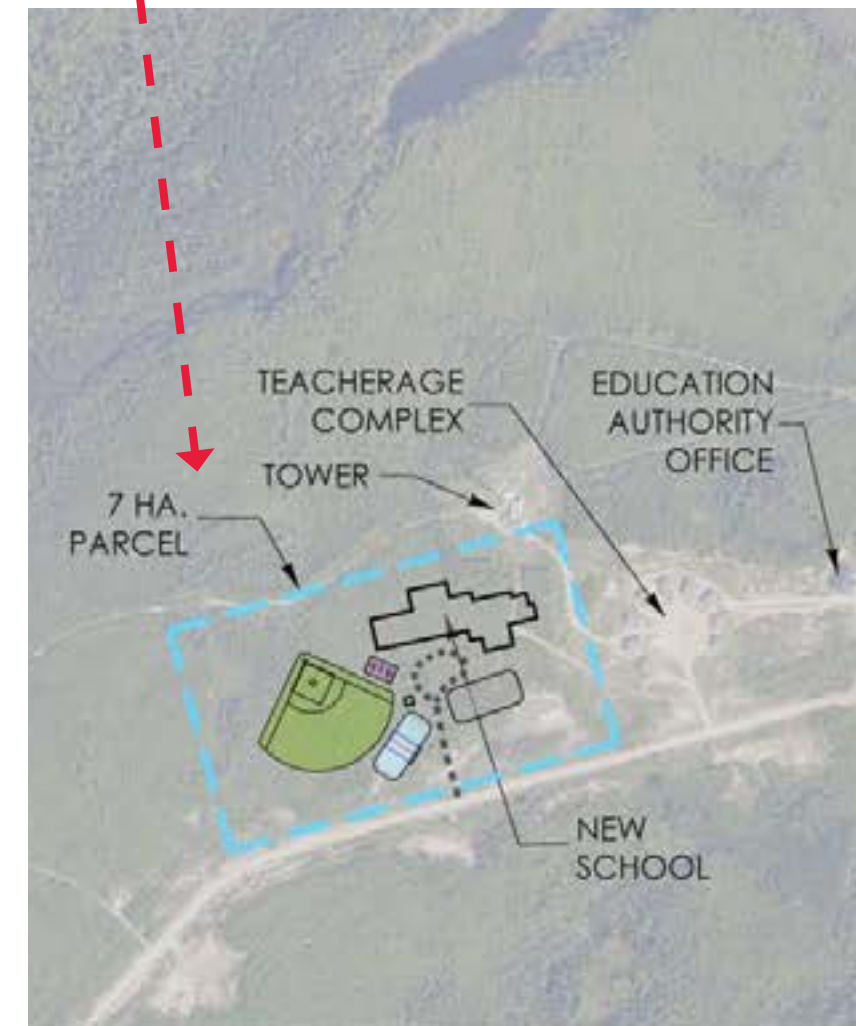 TEACHERAGE
COMPLEX
EDUCATION
AUTHORITY
OFFICE
TOWER
7 HA.
PARCEL
NEW
SCHOOL